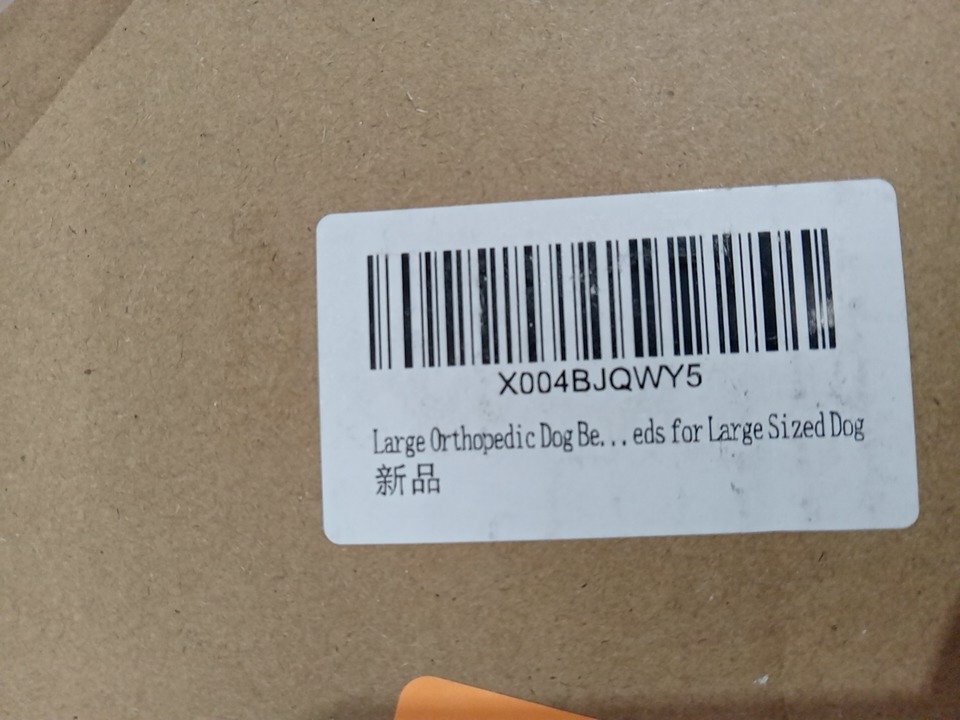 X004BJQWY5
Large Orthopedic Dog Be...eds for Large Sized Dog
新品